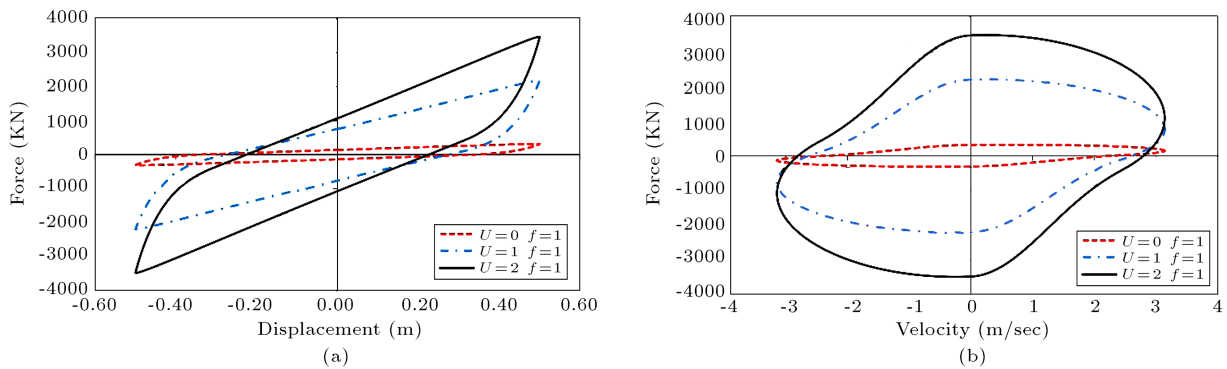 4000
3000
2000
1000
0
-1000
-2000
-3000
-4000
Force (KN)
-0.60
-0.40
-0.20
0.00
0.20
0.40
0.60
Displacement (m)
U=0 f=1
U=1 f=1
U=2 f=1
(a)
4000
3000
2000
1000
0
-1000
2000
3000
-4000
Force (KN)
-4
-3
-2
-1
0
1
2
3
4
Velocity (m/sec)
U=0 f=1
U=1 f=1
U=2 f=1
(b)